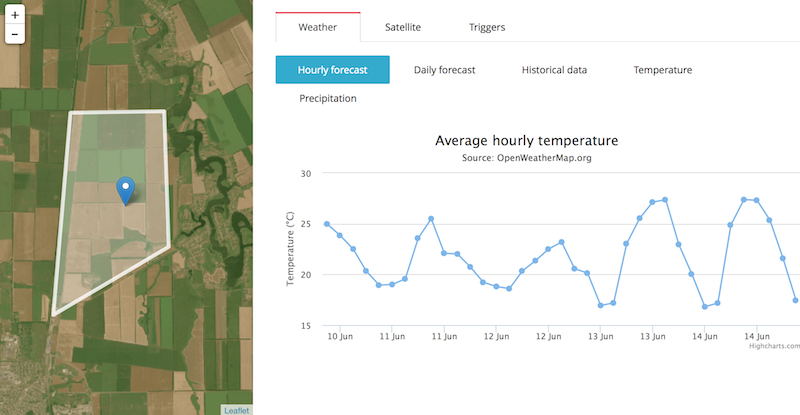 +
−
Leaflet
Weather Satellite Triggers
Hourly forecast Daily forecast Historical data Temperature
Precipitation
Average hourly temperature
Source: OpenWeatherMap.org
Temperature (°C)
30
25
20
15
10 Jun 11 Jun 11 Jun 12 Jun 12 Jun 13 Jun 13 Jun 14 Jun 14 Jun
Highcharts.com